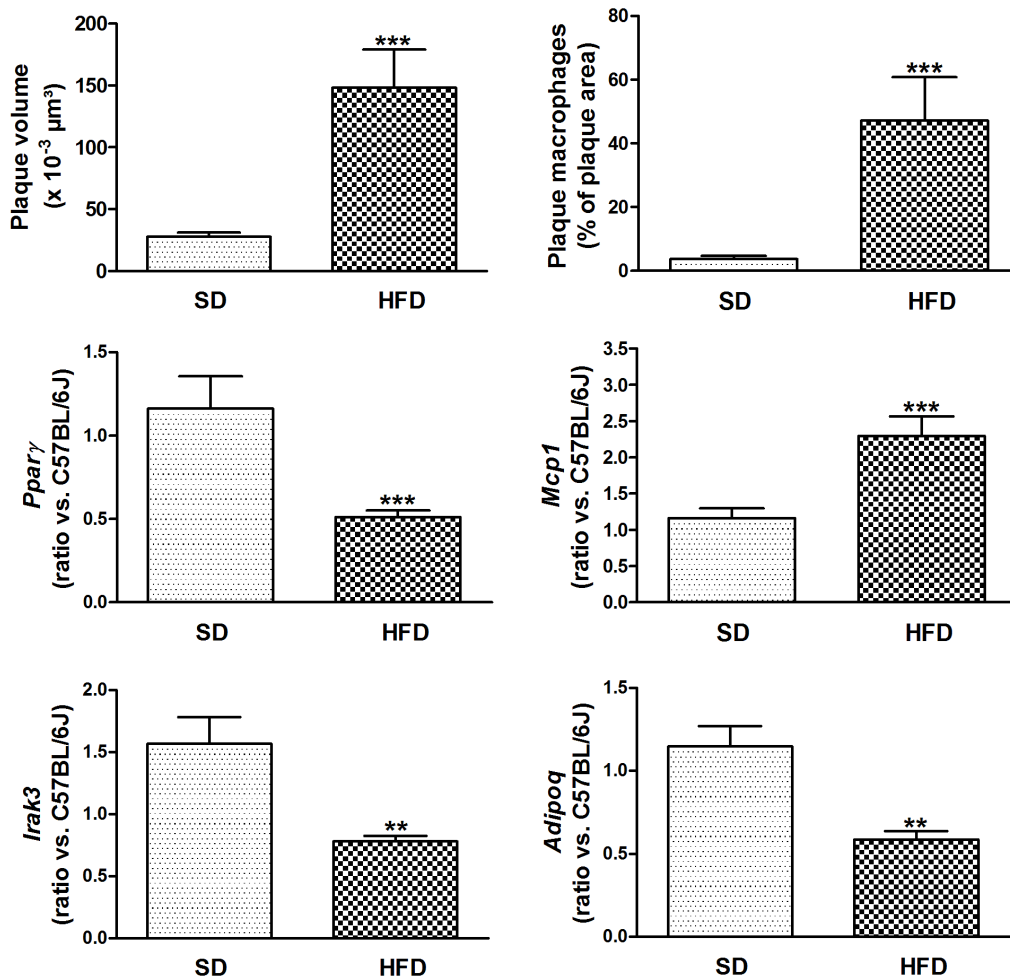 Plaque volume
(x 10⁻³ µm³)
200
150
100
50
0
***
SD
HFD
Plaque macrophages
(% of plaque area)
80
60
40
20
0
***
SD
HFD
Pparγ
(ratio vs. C57BL/6J)
1.5
1.0
0.5
0.0
***
SD
HFD
Mcp1
(ratio vs. C57BL/6J)
3.5
3.0
2.5
2.0
1.5
1.0
0.5
0.0
***
SD
HFD
Irak3
(ratio vs. C57BL/6J)
2.0
1.5
1.0
0.5
0.0
**
SD
HFD
Adipoq
(ratio vs. C57BL/6J)
1.5
1.0
0.5
0.0
**
SD
HFD